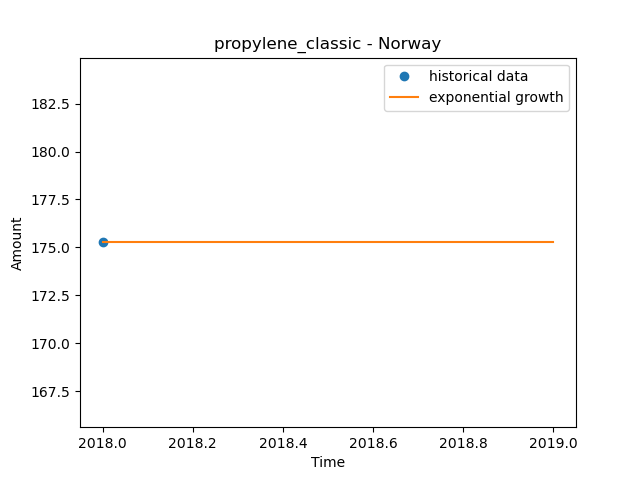 propylene_classic - Norway
historical data
exponential growth
182.5
180.0
177.5
175.0
172.5
170.0
167.5
Amount
2018.0 2018.2 2018.4 2018.6 2018.8 2019.0
Time